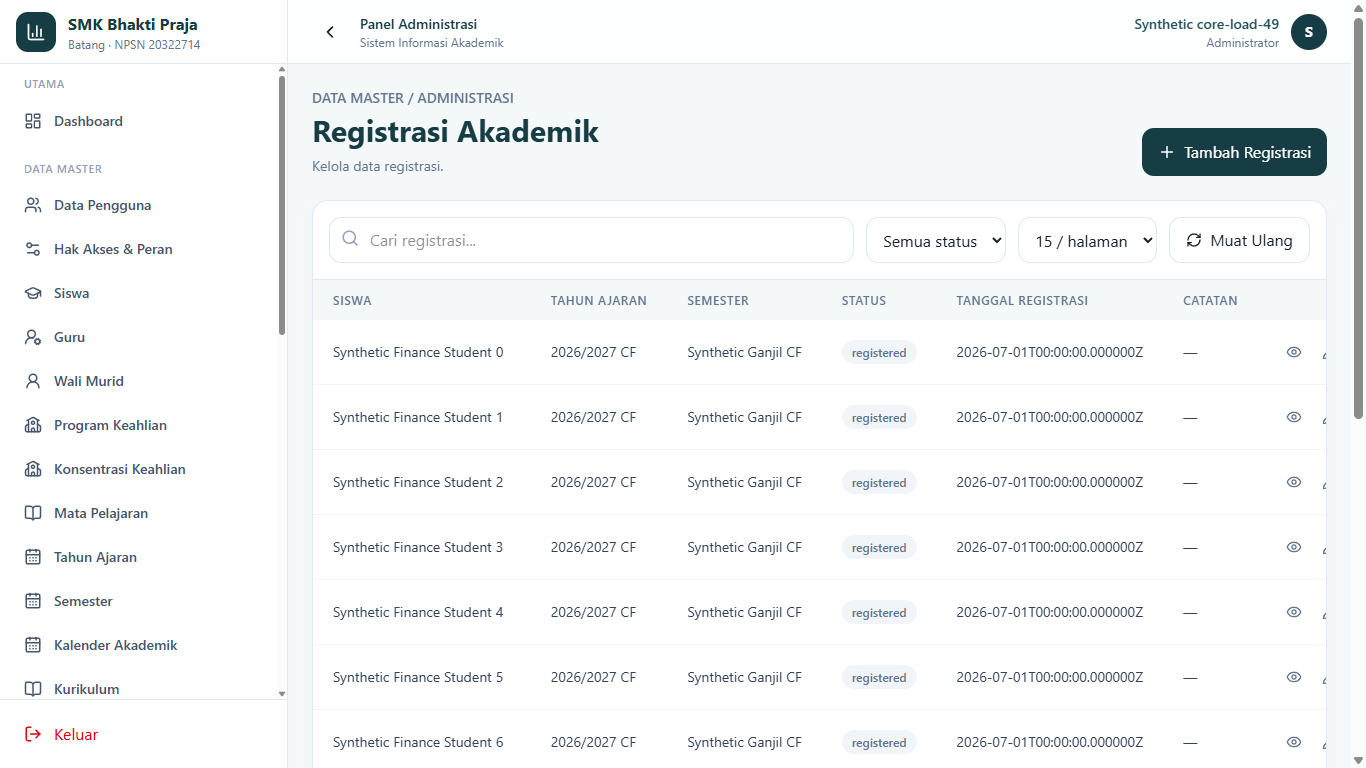 SMK Bhakti Praja
Batang · NPSN 20322714
UTAMA
Dashboard
DATA MASTER
Data Pengguna
Hak Akses & Peran
Siswa
Guru
Wali Murid
Program Keahlian
Konsentrasi Keahlian
Mata Pelajaran
Tahun Ajaran
Semester
Kalender Akademik
Kurikulum
Keluar
Panel Administrasi
Sistem Informasi Akademik
Synthetic core-load-49
Administrator
S
DATA MASTER / ADMINISTRASI
Registrasi Akademik
Kelola data registrasi.
Tambah Registrasi
Cari registrasi...
Semua status
15 / halaman
Muat Ulang
SISWA TAHUN AJARAN SEMESTER STATUS TANGGAL REGISTRASI CATATAN
Synthetic Finance Student 0 2026/2027 CF Synthetic Ganjil CF registered 2026-07-01T00:00:00.000000Z —
Synthetic Finance Student 1 2026/2027 CF Synthetic Ganjil CF registered 2026-07-01T00:00:00.000000Z —
Synthetic Finance Student 2 2026/2027 CF Synthetic Ganjil CF registered 2026-07-01T00:00:00.000000Z —
Synthetic Finance Student 3 2026/2027 CF Synthetic Ganjil CF registered 2026-07-01T00:00:00.000000Z —
Synthetic Finance Student 4 2026/2027 CF Synthetic Ganjil CF registered 2026-07-01T00:00:00.000000Z —
Synthetic Finance Student 5 2026/2027 CF Synthetic Ganjil CF registered 2026-07-01T00:00:00.000000Z —
Synthetic Finance Student 6 2026/2027 CF Synthetic Ganjil CF registered 2026-07-01T00:00:00.000000Z —